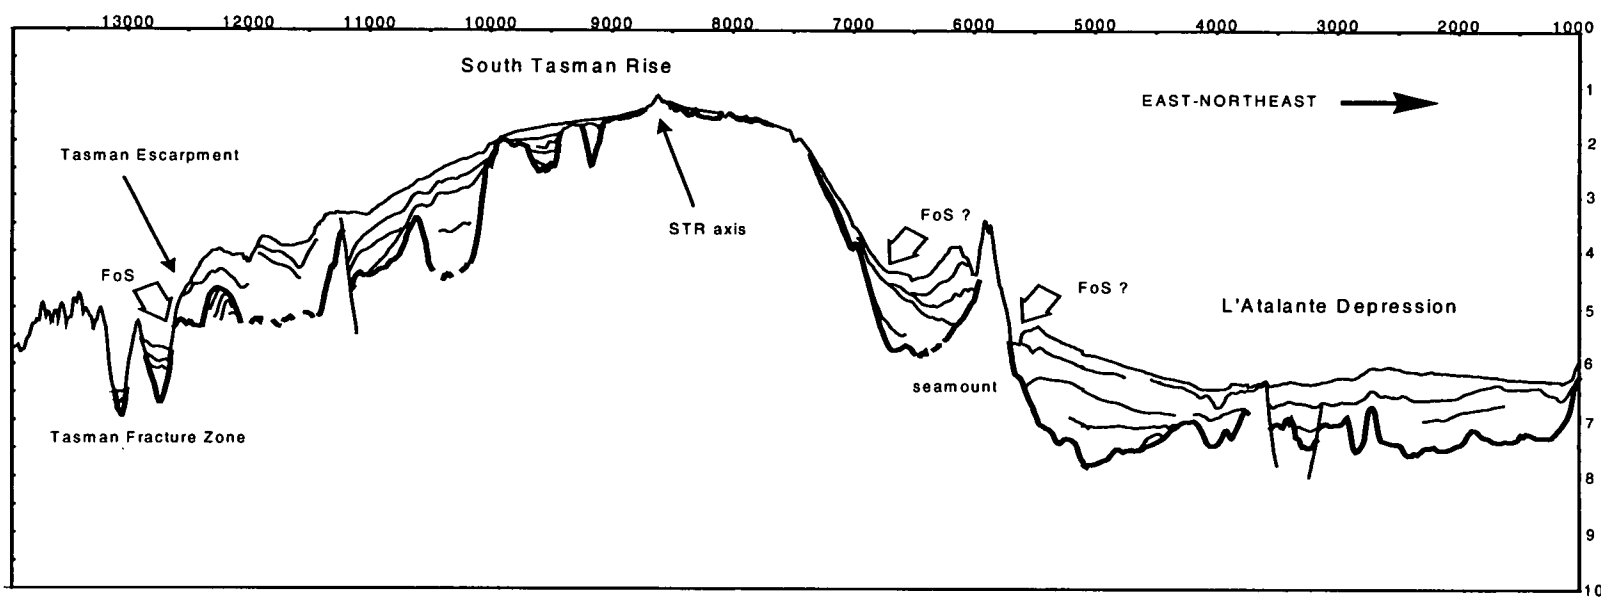 13000 12000 11000 10000 9000 8000 7000 6000 5000 4000 3000 2000 1000
0
South Tasman Rise
1
EAST-NORTHEAST
2
Tasman Escarpment
3
FoS ?
STR axis
4
FoS
FoS ?
L'Atalante Depression
5
6
seamount
7
Tasman Fracture Zone
8
9
10